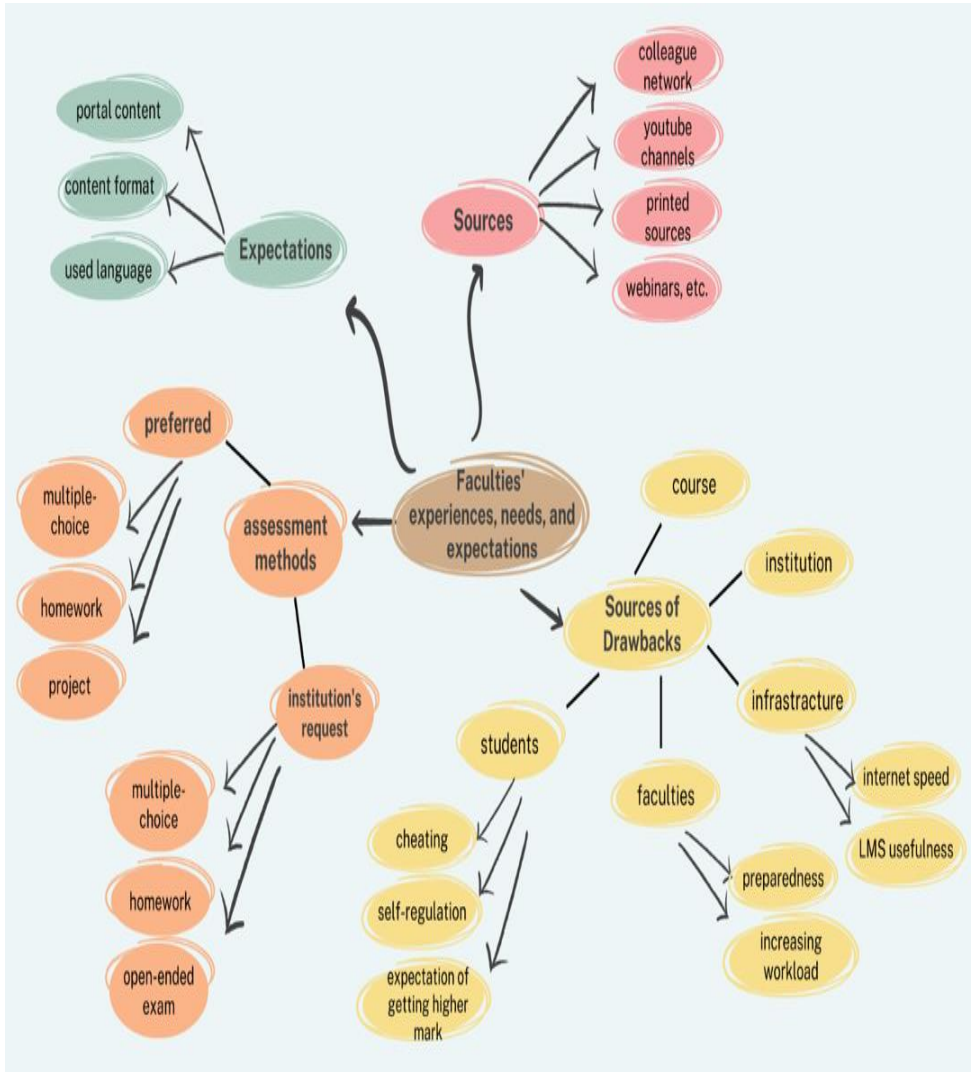 portal content
content format
used language
Expectations
Sources
colleague
network
youtube
channels
printed
sources
webinars, etc.
Faculties'
experiences, needs, and
expectations
preferred
multiple-
choice
homework
project
assessment
methods
institution's
request
multiple-
choice
homework
open-ended
exam
Sources of
Drawbacks
course
institution
infrastracture
internet speed
LMS usefulness
faculties
preparedness
increasing
workload
students
cheating
self-regulation
expectation of
getting higher
mark